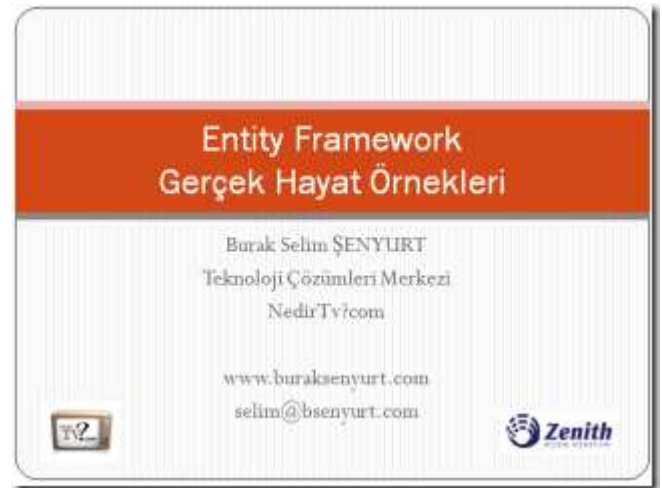 Entity Framework
Gerçek Hayat Örnekleri
Burak Selim ŞENYURT
Teknoloji Çözümleri Merkezi
NedirTv?com
www.buraksenyurt.com
selim@bsenyurt.com
TV?
Zenith